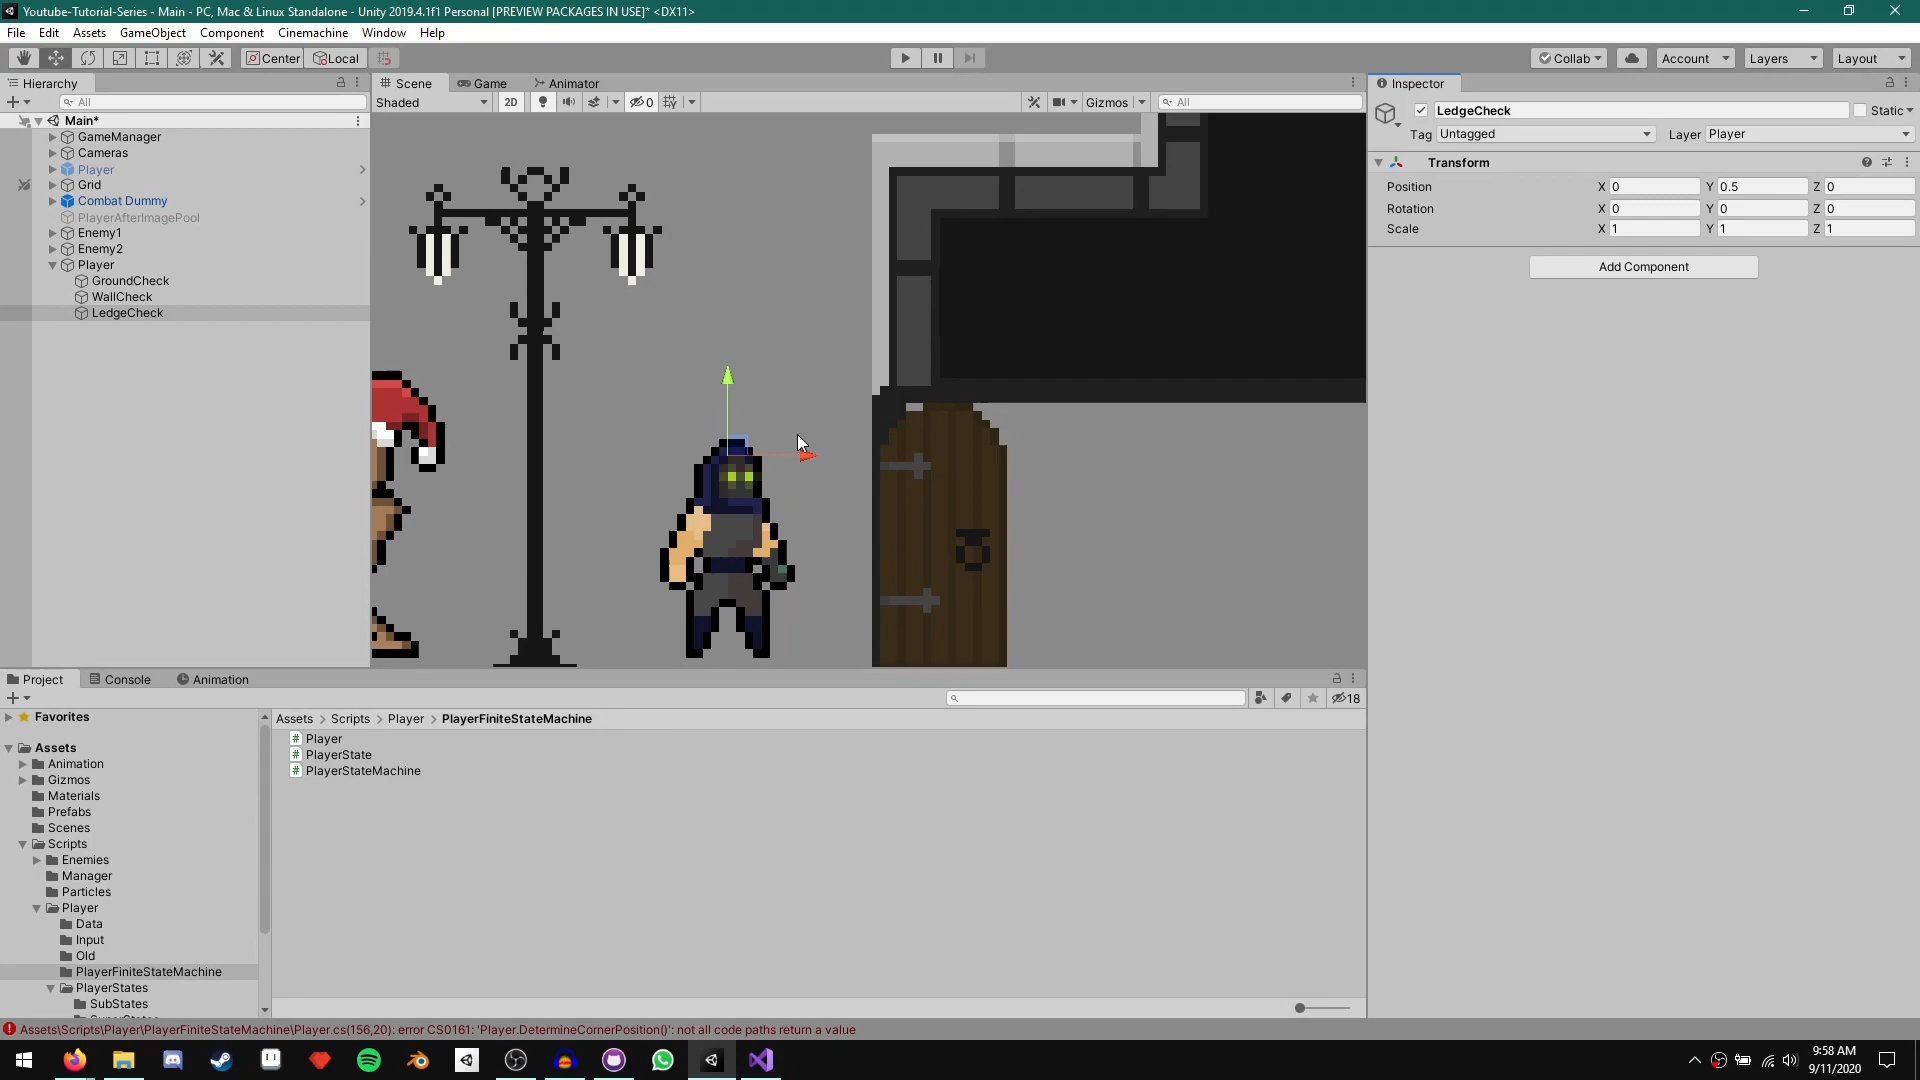 Youtube-Tutorial-Series - Main - PC, Mac & Linux Standalone - Unity 2019.4.1f1 Personal [PREVIEW PACKAGES IN USE]* <DX11>
File Edit Assets GameObject Component Cinemachine Window Help
Center Local Collab Account Layers Layout
Hierarchy
All
Main*
GameManager
Cameras
Player
Grid
Combat Dummy
PlayerAfterImagePool
Enemy1
Enemy2
Player
GroundCheck
WallCheck
LedgeCheck
Scene Game Animator
Shaded 2D 0 Gizmos All
Inspector
LedgeCheck Static
Tag Untagged Layer Player
Transform
Position X 0 Y 0.5 Z 0
Rotation X 0 Y 0 Z 0
Scale X 1 Y 1 Z 1
Add Component
Project Console Animation
18
Favorites
Assets
Animation
Gizmos
Materials
Prefabs
Scenes
Scripts
Enemies
Manager
Particles
Player
Data
Input
Old
PlayerFiniteStateMachine
PlayerStates
SubStates
Assets > Scripts > Player > PlayerFiniteStateMachine
Player
PlayerState
PlayerStateMachine
Assets\Scripts\Player\PlayerFiniteStateMachine\Player.cs(156,20): error CS0161: 'Player.DetermineCornerPosition()': not all code paths return a value
9:58 AM
9/11/2020